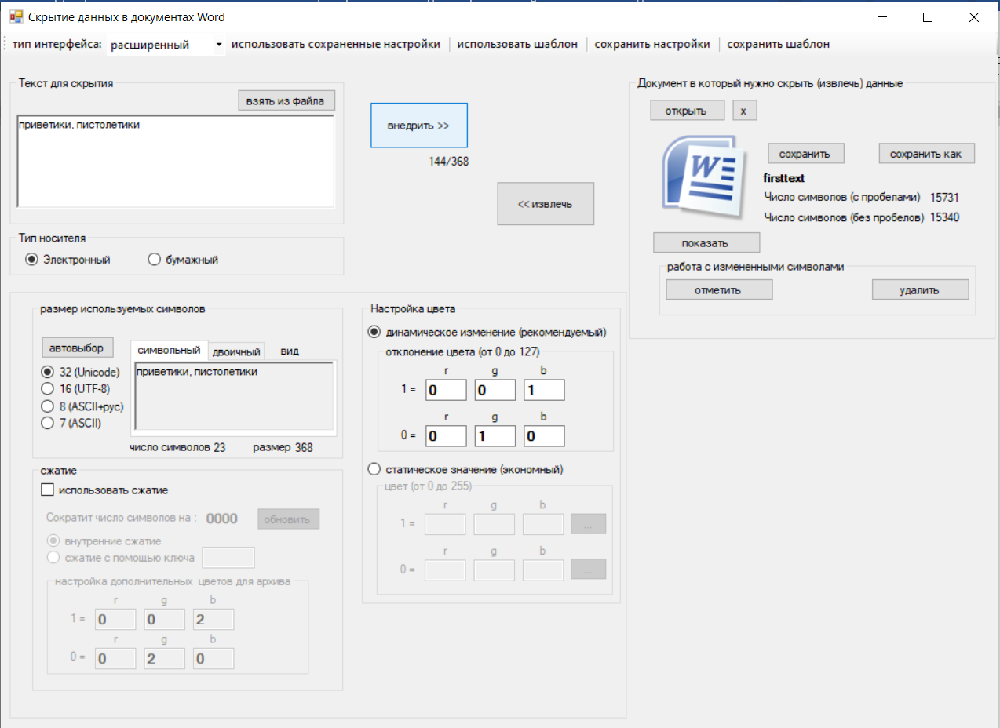 Скрытие данных в документах Word
тип интерфейса: расширенный использовать сохраненные настройки использовать шаблон сохранить настройки сохранить шаблон
Текст для скрытия
взять из файла
приветики, пистолетики
внедрить >>
144/368
<< извлечь
Тип носителя
Электронный бумажный
Документ в который нужно скрыть (извлечь) данные
открыть x
сохранить сохранить как
firsttext
Число символов (с пробелами) 15731
Число символов (без пробелов) 15340
показать
работа с измененными символами
отметить удалить
размер используемых символов
автовыбор
символьный двоичный вид
32 (Unicode)
16 (UTF-8)
8 (ASCII+рус)
7 (ASCII)
приветики, пистолетики
число символов 23 размер 368
сжатие
использовать сжатие
Сократит число символов на : 0000 обновить
внутренние сжатие
сжатие с помощью ключа
настройка дополнительных цветов для архива
r g b
1 = 0 0 2
r g b
0 = 0 2 0
Настройка цвета
динамическое изменение (рекомендуемый)
отклонение цвета (от 0 до 127)
r g b
1 = 0 0 1
r g b
0 = 0 1 0
статическое значение (экономный)
цвет (от 0 до 255)
r g b
1 = ...
r g b
0 = ...